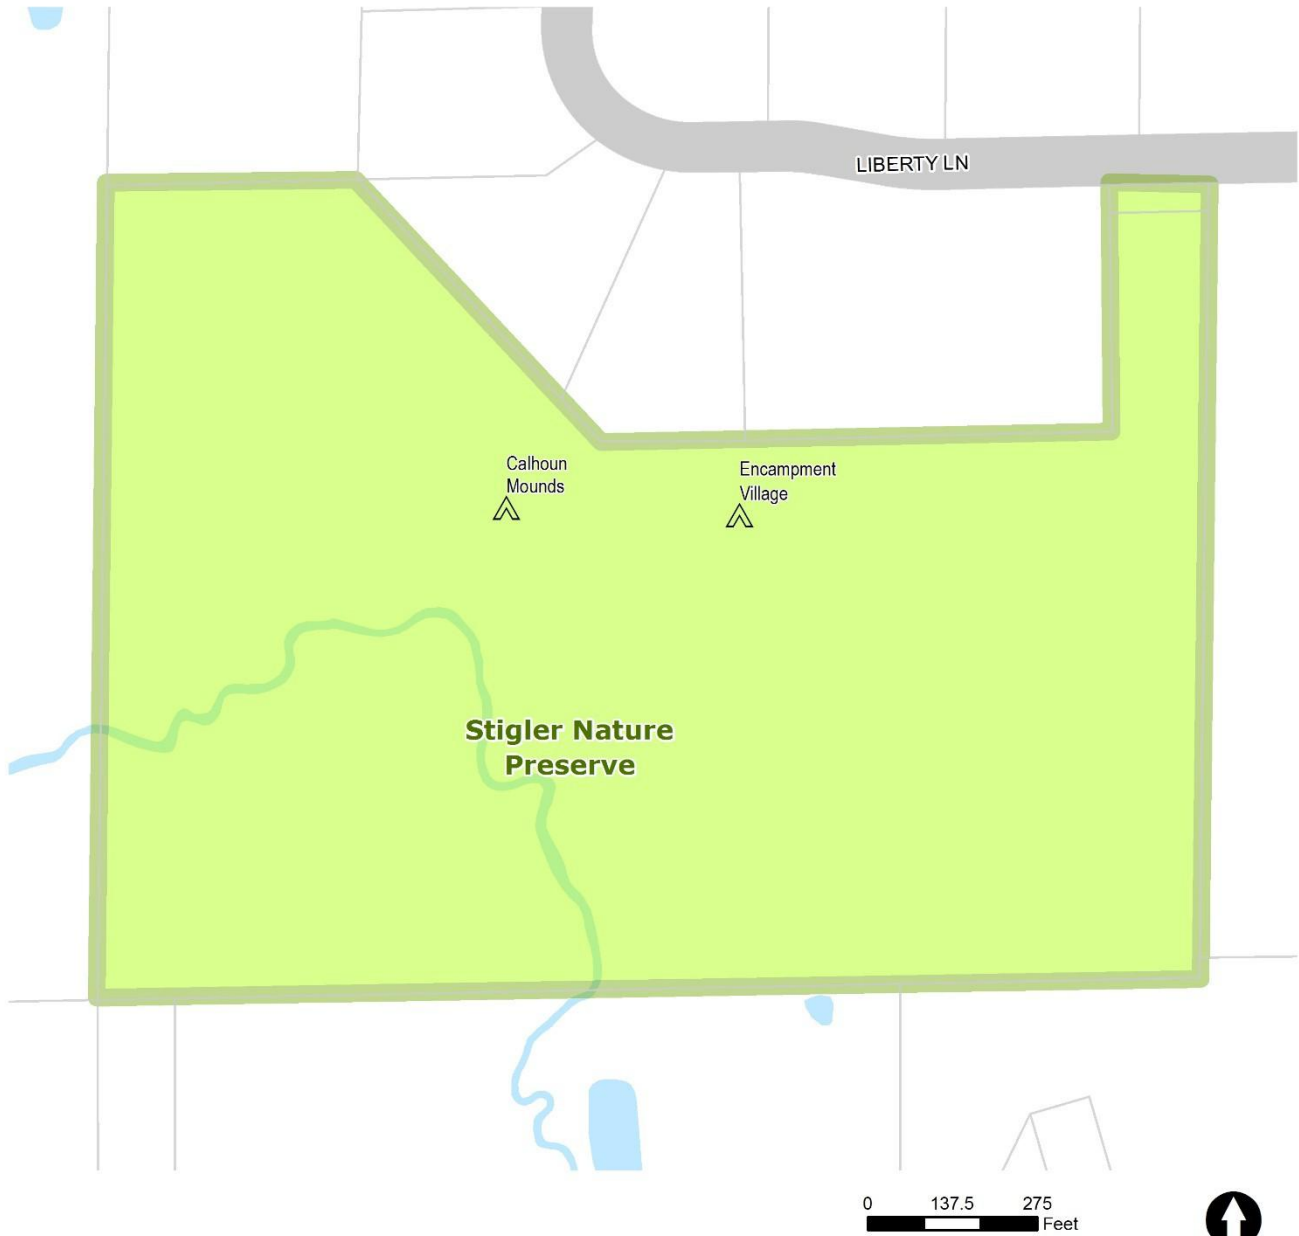 LIBERTY LN
Calhoun
Mounds
Encampment
Village
Stigler Nature
Preserve
0 137.5 275
Feet